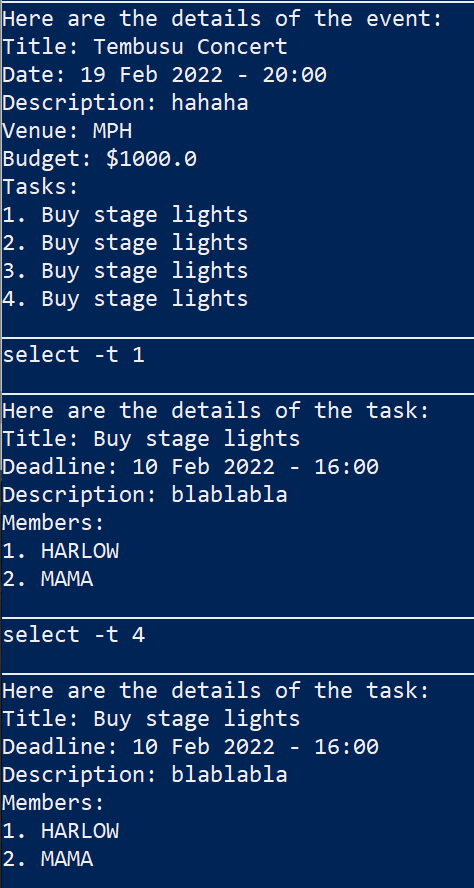 Here are the details of the event:
Title: Tembusu Concert
Date: 19 Feb 2022 - 20:00
Description: hahaha
Venue: MPH
Budget: $1000.0
Tasks:
1. Buy stage lights
2. Buy stage lights
3. Buy stage lights
4. Buy stage lights
select -t 1
Here are the details of the task:
Title: Buy stage lights
Deadline: 10 Feb 2022 - 16:00
Description: blablabla
Members:
1. HARLOW
2. MAMA
select -t 4
Here are the details of the task:
Title: Buy stage lights
Deadline: 10 Feb 2022 - 16:00
Description: blablabla
Members:
1. HARLOW
2. MAMA